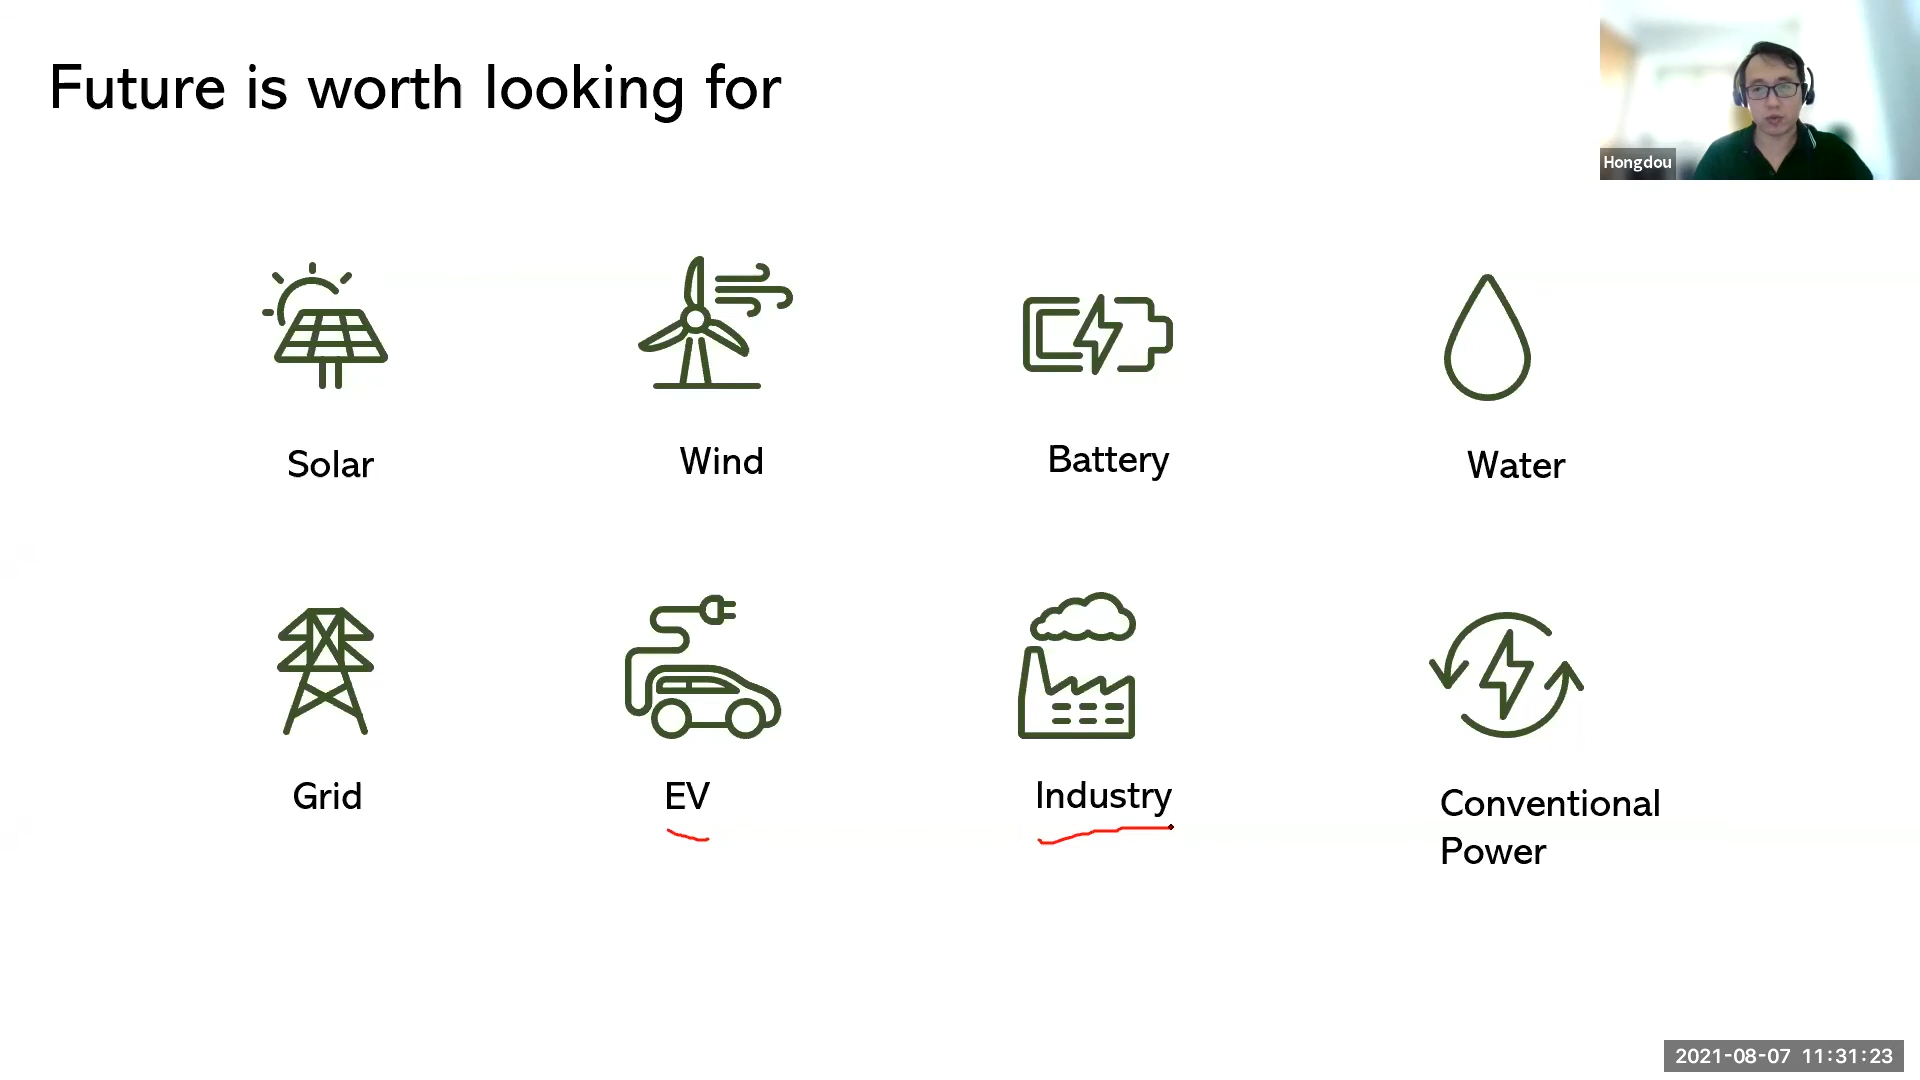 Future is worth looking for
Hongdou
Solar
Wind
Battery
Water
Grid
EV
Industry
Conventional
Power
2021-08-07 11:31:23